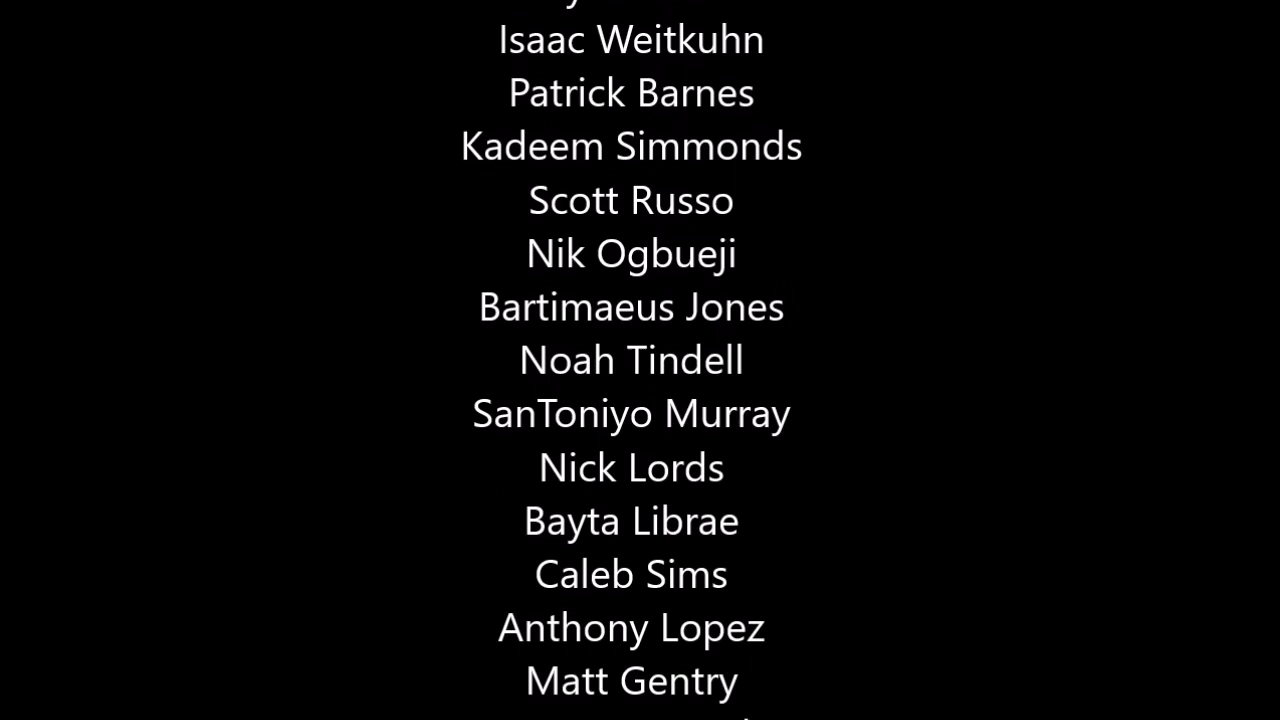 Isaac Weitkuhn
Patrick Barnes
Kadeem Simmonds
Scott Russo
Nik Ogbueji
Bartimaeus Jones
Noah Tindell
SanToniyo Murray
Nick Lords
Bayta Librae
Caleb Sims
Anthony Lopez
Matt Gentry